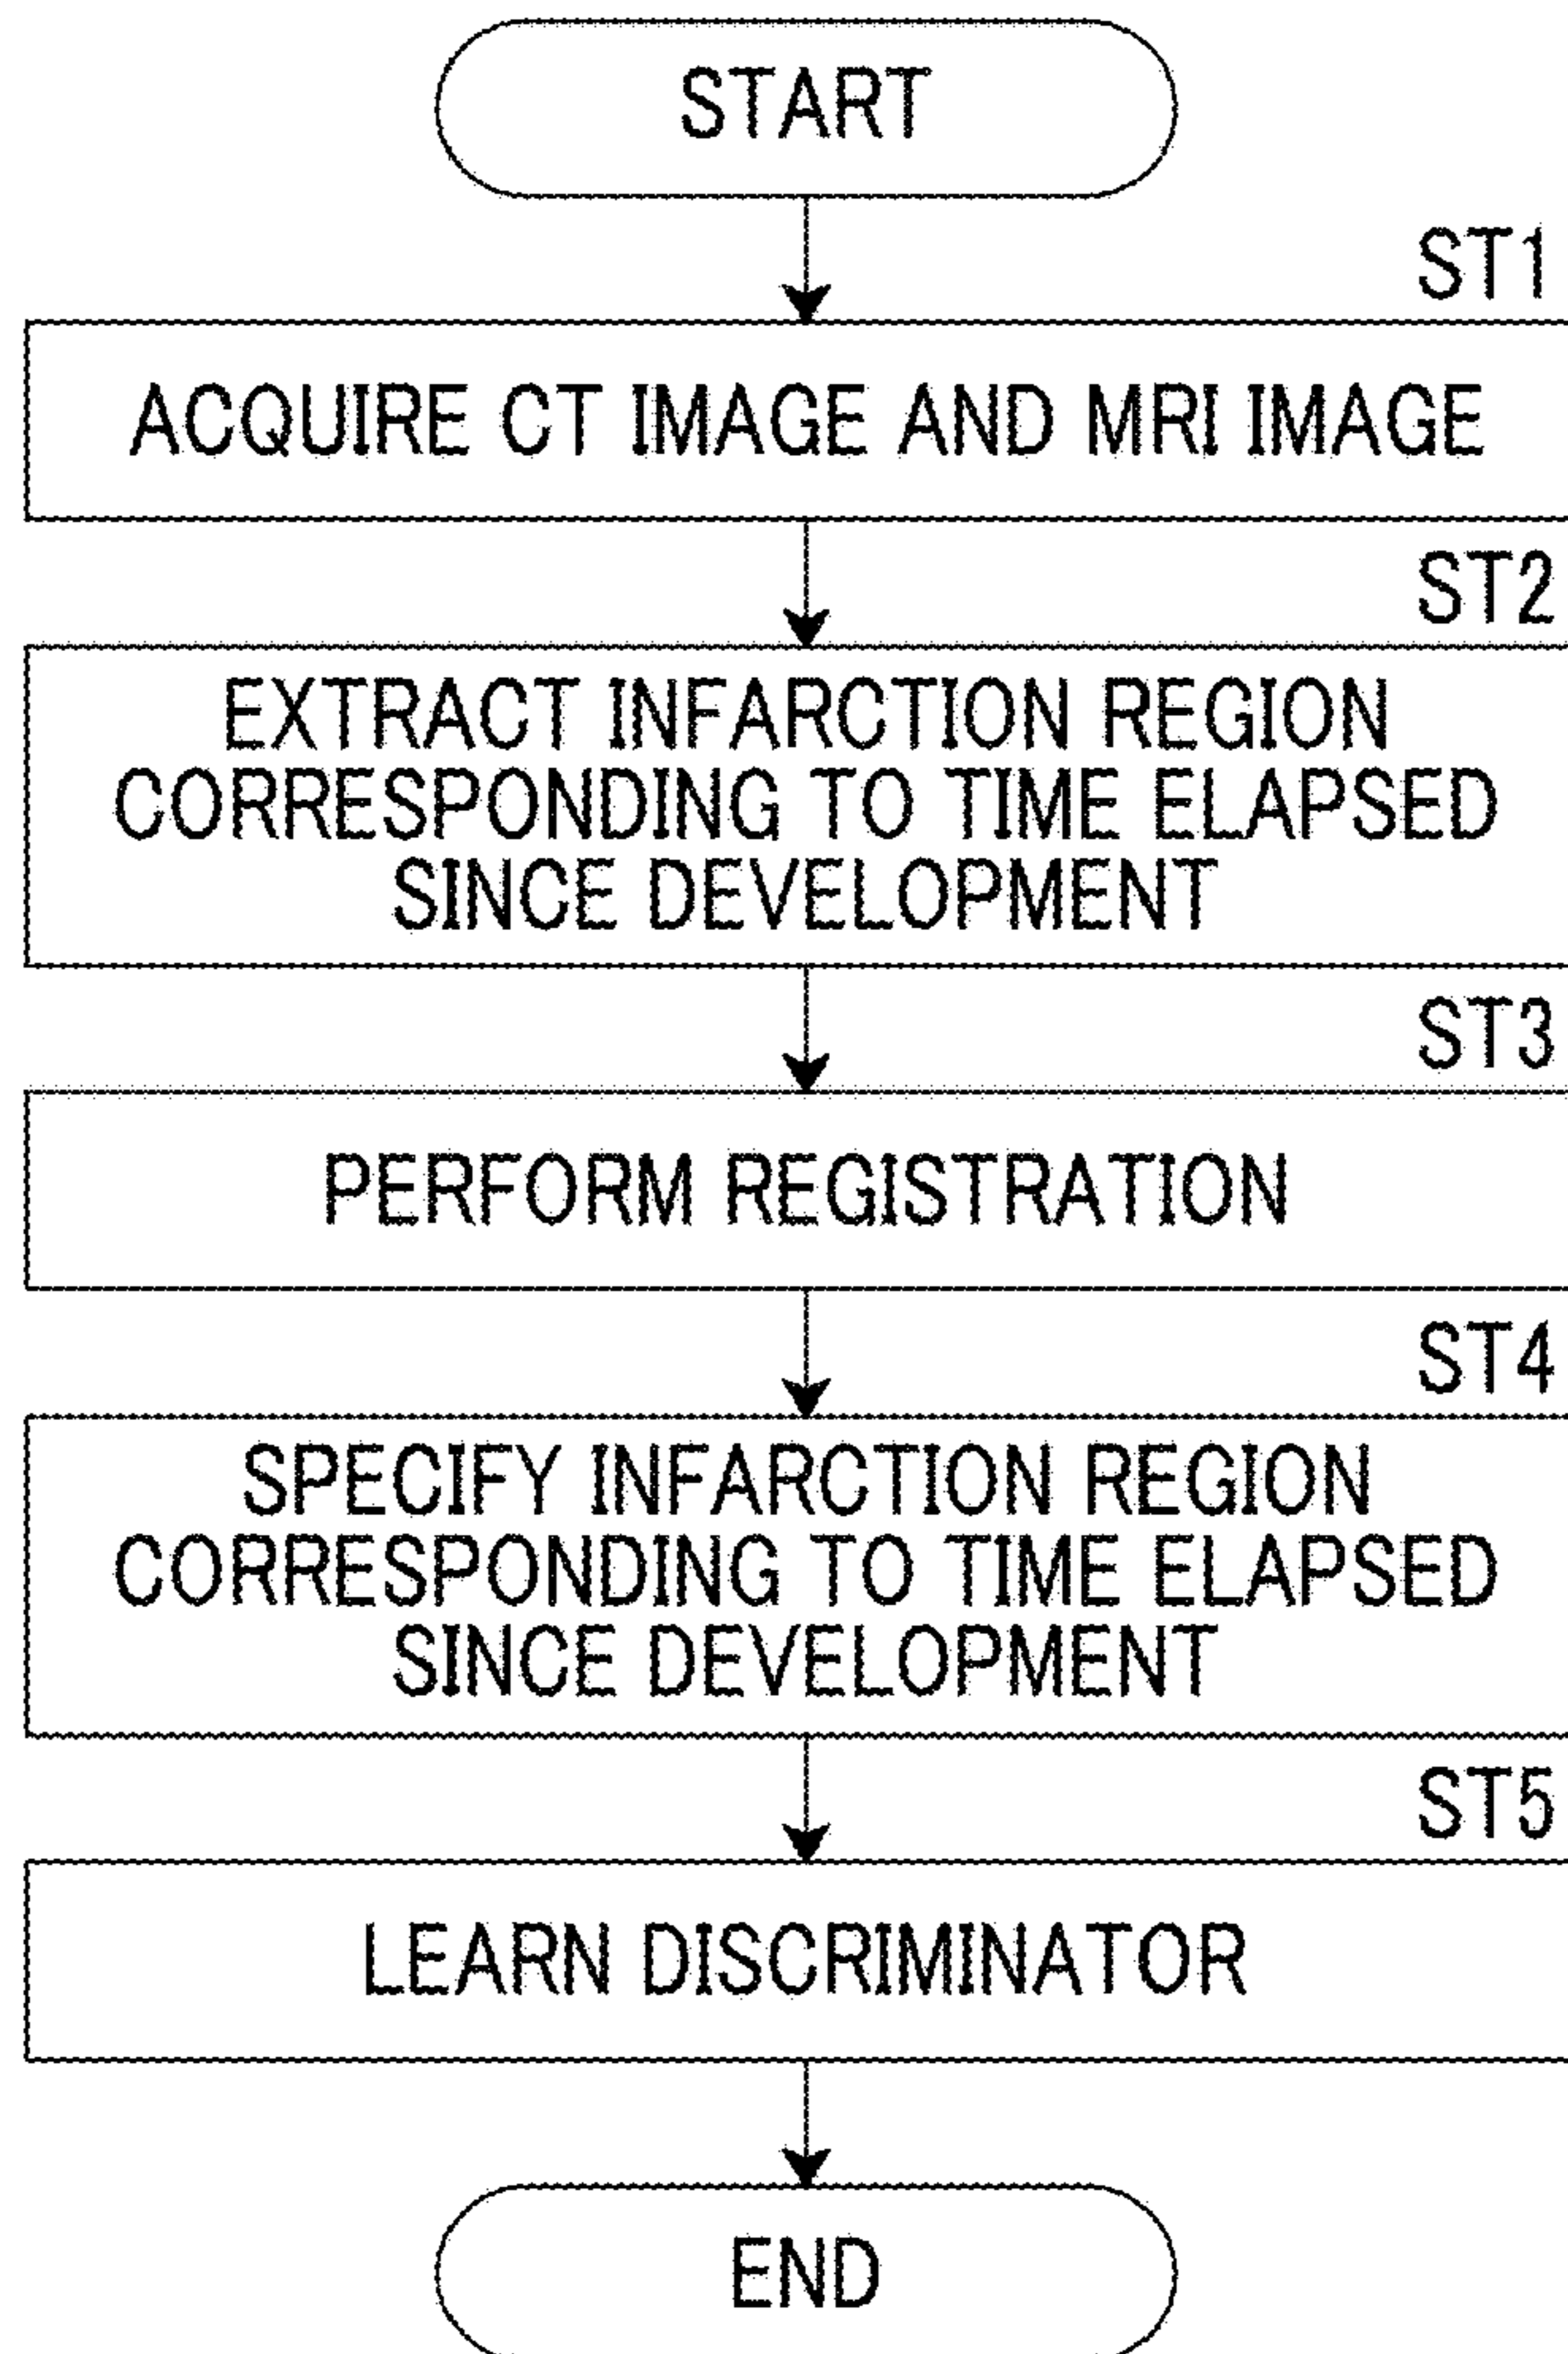 START
ST1
ACQUIRE CT IMAGE AND MRI IMAGE
ST2
EXTRACT INFARCTION REGION
CORRESPONDING TO TIME ELAPSED
SINCE DEVELOPMENT
ST3
PERFORM REGISTRATION
ST4
SPECIFY INFARCTION REGION
CORRESPONDING TO TIME ELAPSED
SINCE DEVELOPMENT
ST5
LEARN DISCRIMINATOR
END